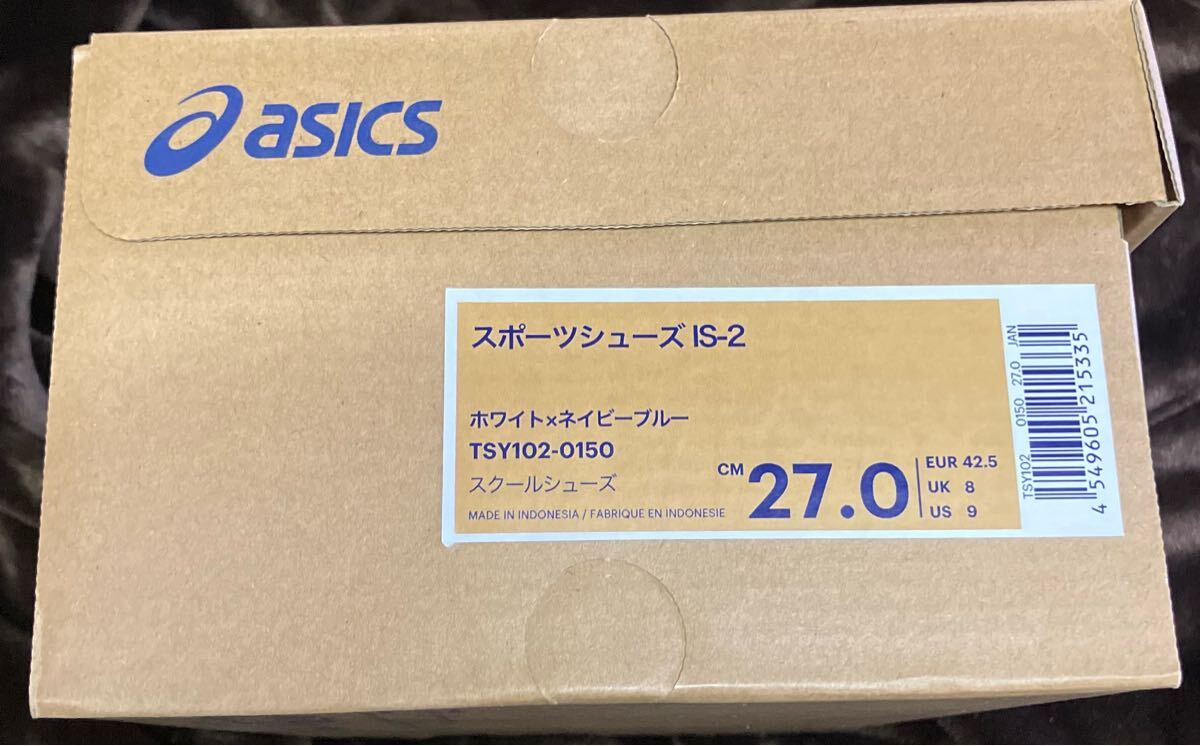 asics
スポーツシューズ IS-2
ホワイト×ネイビーブルー
TSY102-0150
スクールシューズ
MADE IN INDONESIA / FABRIQUE EN INDONESIE
CM 27.0
EUR 42.5
UK 8
US 9
TSY102 0150 27.0 JAN
4 549605 215335